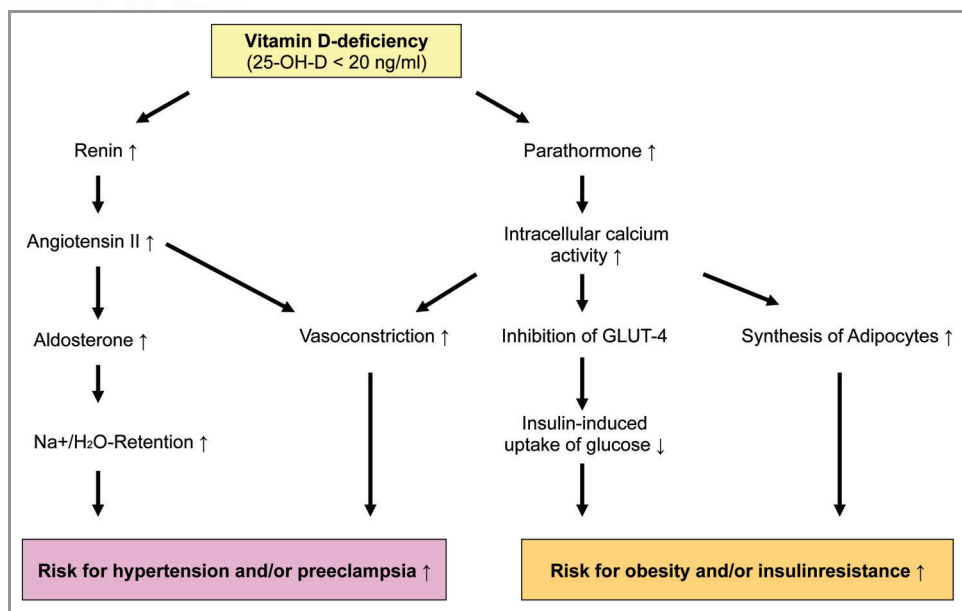 Vitamin D-deficiency
(25-OH-D < 20 ng/ml)
Renin ↑
Parathormone ↑
Angiotensin II ↑
Intracellular calcium
activity ↑
Aldosterone ↑
Vasoconstriction ↑
Inhibition of GLUT-4
Synthesis of Adipocytes ↑
Na+/H₂O-Retention ↑
Insulin-induced
uptake of glucose ↓
Risk for hypertension and/or preeclampsia ↑
Risk for obesity and/or insulinresistance ↑